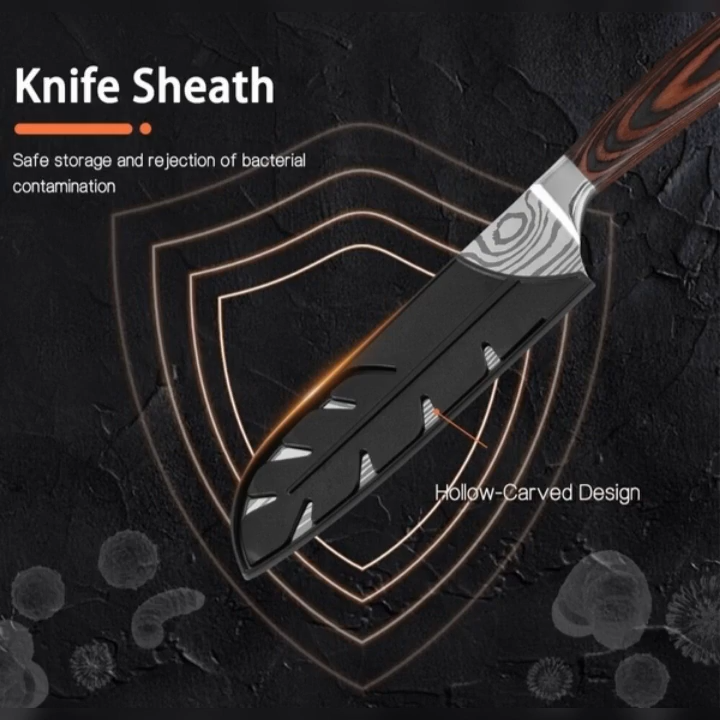 Knife Sheath
Safe storage and rejection of bacterial
contamination
Hollow-Carved Design